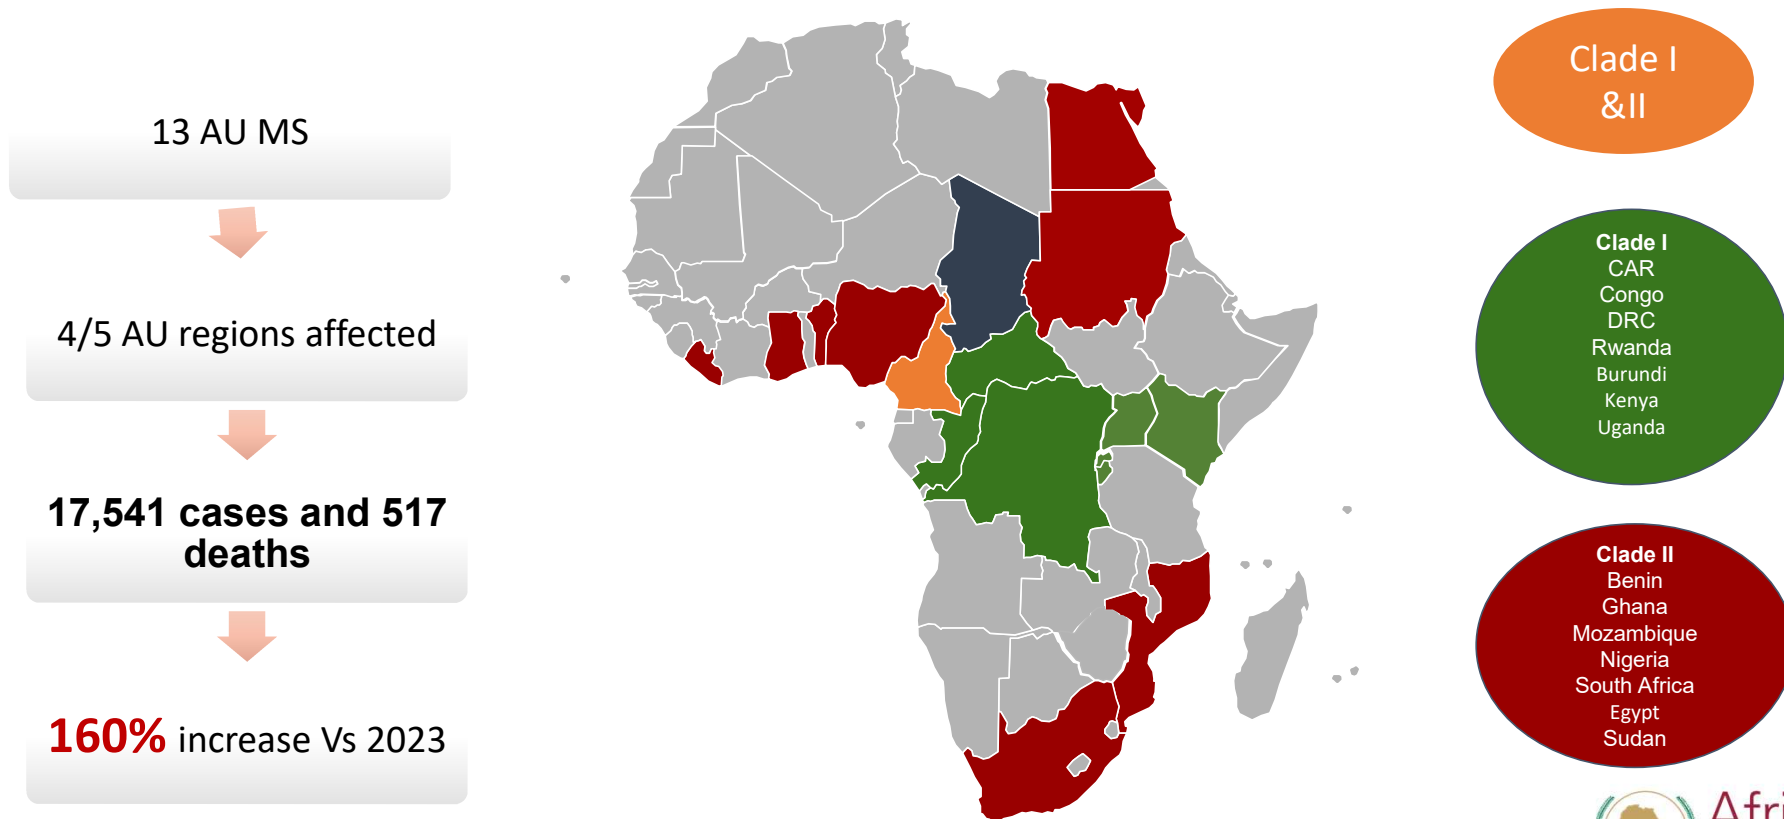 13 AU MS
4/5 AU regions affected
17,541 cases and 517
deaths
160% increase Vs 2023
Clade I
&II
Clade I
CAR
Congo
DRC
Rwanda
Burundi
Kenya
Uganda
Clade II
Benin
Ghana
Mozambique
Nigeria
South Africa
Egypt
Sudan